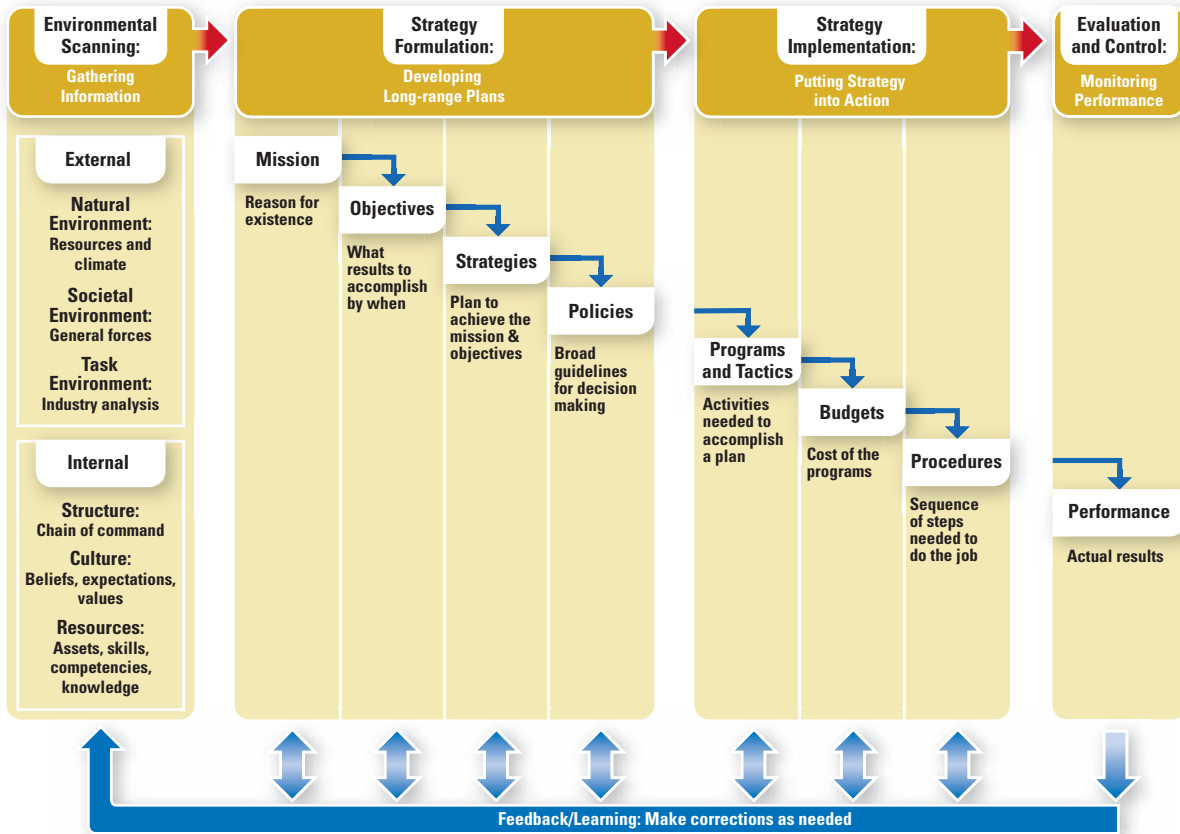 Environmental
Scanning:
Gathering
Information
Strategy
Formulation:
Developing
Long-range Plans
Strategy
Implementation:
Putting Strategy
into Action
Evaluation
and Control:
Monitoring
Performance
External
Natural
Environment:
Resources and
climate
Societal
Environment:
General forces
Task
Environment:
Industry analysis
Internal
Structure:
Chain of command
Culture:
Beliefs, expectations,
values
Resources:
Assets, skills,
competencies,
knowledge
Mission
Reason for
existence
Objectives
What
results to
accomplish
by when
Strategies
Plan to
achieve the
mission &
objectives
Policies
Broad
guidelines
for decision
making
Programs
and Tactics
Activities
needed to
accomplish
a plan
Budgets
Cost of the
programs
Procedures
Sequence
of steps
needed to
do the job
Performance
Actual results
Feedback/Learning: Make corrections as needed